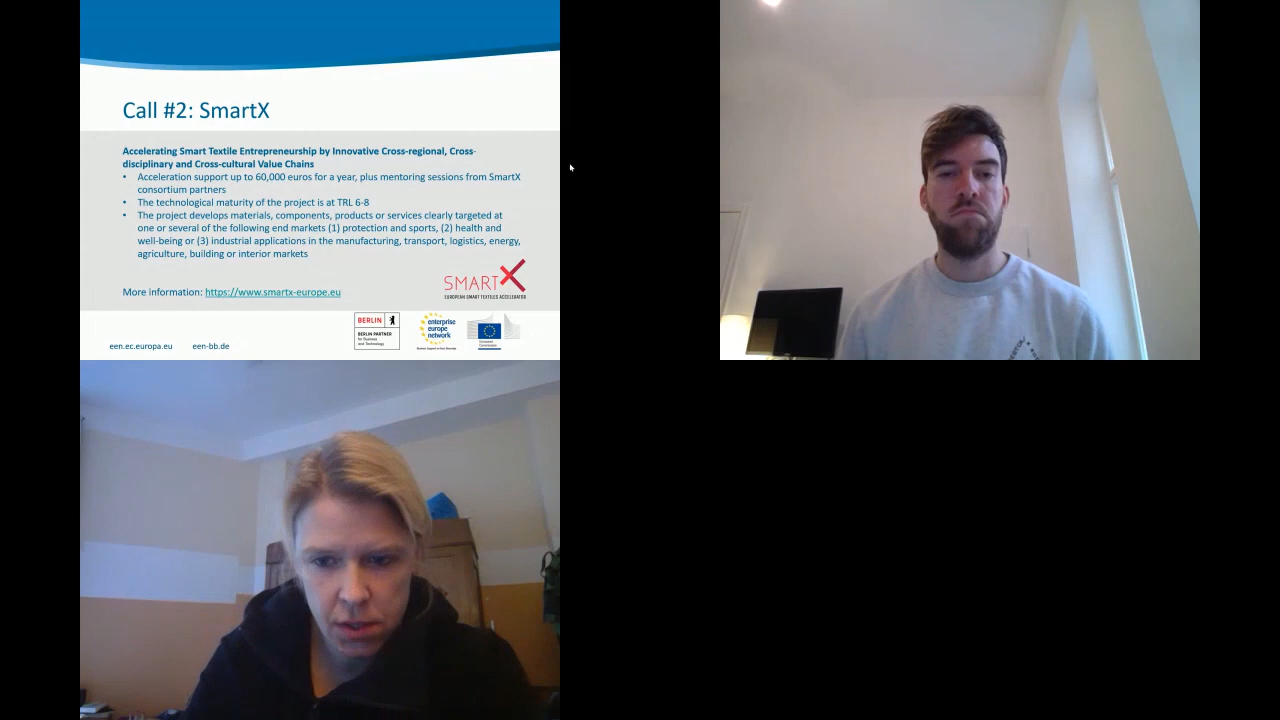 Call #2: SmartX
Accelerating Smart Textile Entrepreneurship by Innovative Cross-regional, Cross-
disciplinary and Cross-cultural Value Chains
• Acceleration support up to 60,000 euros for a year, plus mentoring sessions from SmartX
consortium partners
• The technological maturity of the project is at TRL 6-8
• The project develops materials, components, products or services clearly targeted at
one or several of the following end markets (1) protection and sports, (2) health and
well-being or (3) industrial applications in the manufacturing, transport, logistics, energy,
agriculture, building or interior markets
More information: https://www.smartx-europe.eu
SMARTX
EUROPEAN SMART TEXTILES ACCELERATOR
BERLIN
BERLIN PARTNER
for Business
and Technology
enterprise
europe
network
European
Commission
een.ec.europa.eu een-bb.de